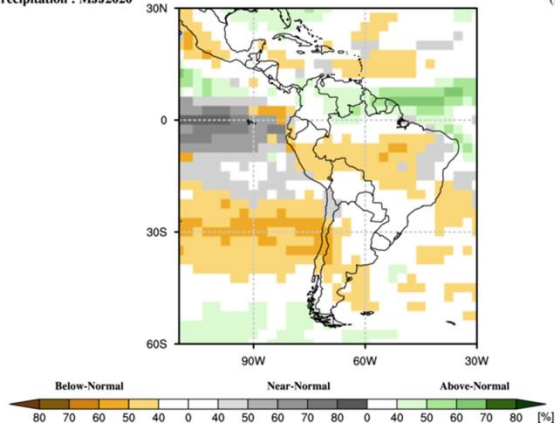 recipitation : MJJ2020
30N
0
30S
60S
90W 60W 30W
Below-Normal Near-Normal Above-Normal
80 70 60 50 40 0 40 50 60 70 80 0 40 50 60 70 80 [%]